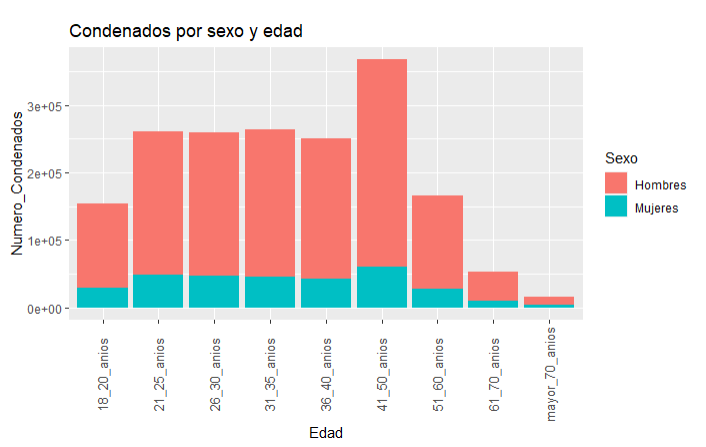 Condenados por sexo y edad
Numero_Condenados
3e+05
2e+05
1e+05
0e+00
18_20_anios
21_25_anios
26_30_anios
31_35_anios
36_40_anios
41_50_anios
51_60_anios
61_70_anios
mayor_70_anios
Edad
Sexo
Hombres
Mujeres